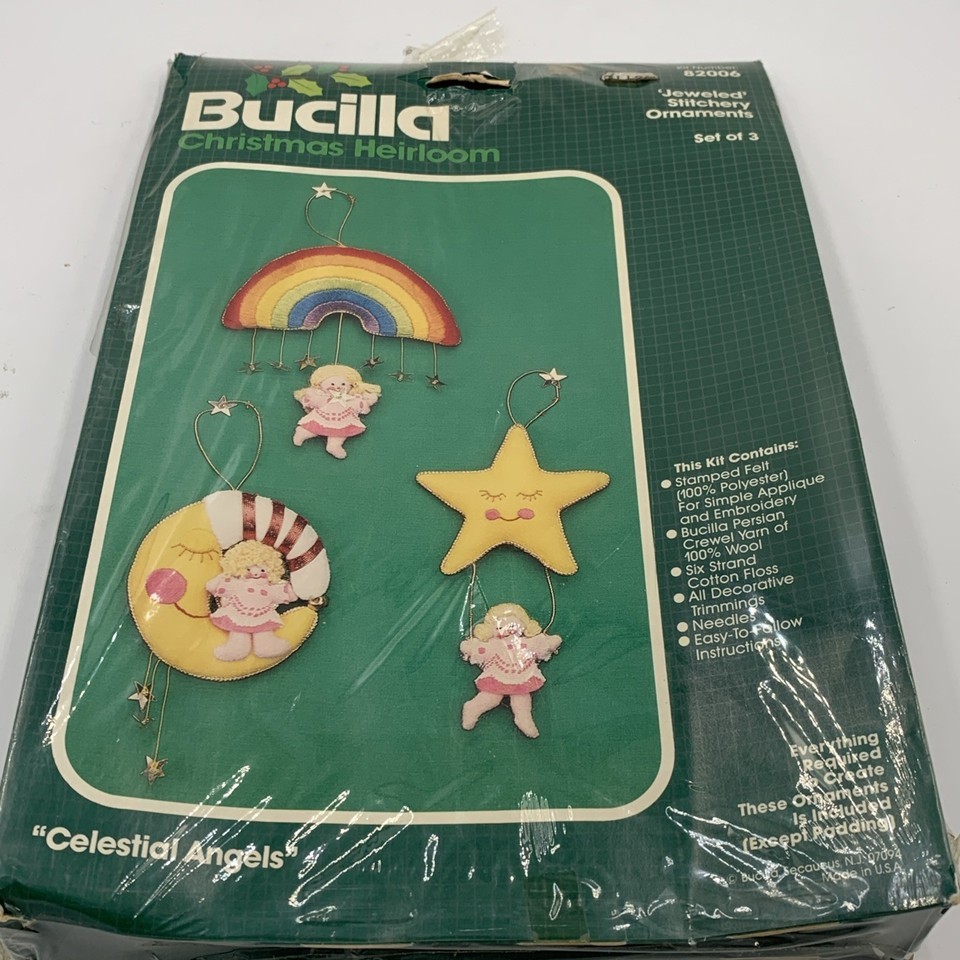 Bucilla
Christmas Heirloom
Kit Number:
82006
'Jeweled'
Stitchery
Ornaments
Set of 3
This Kit Contains:
● Stamped Felt
(100% Polyester)
For Simple Applique
and Embroidery
● Bucilla Persian
Crewel Yarn of
100% Wool
● Six Strand
Cotton Floss
● All Decorative
Trimmings
● Needles
● Easy-To-Follow
Instructions
Everything
Required
To Create
These Ornaments
Is Included
(Except Padding)
© Bucilla Secaucus, N.J. 07094
Made in U.S.A.
"Celestial Angels"